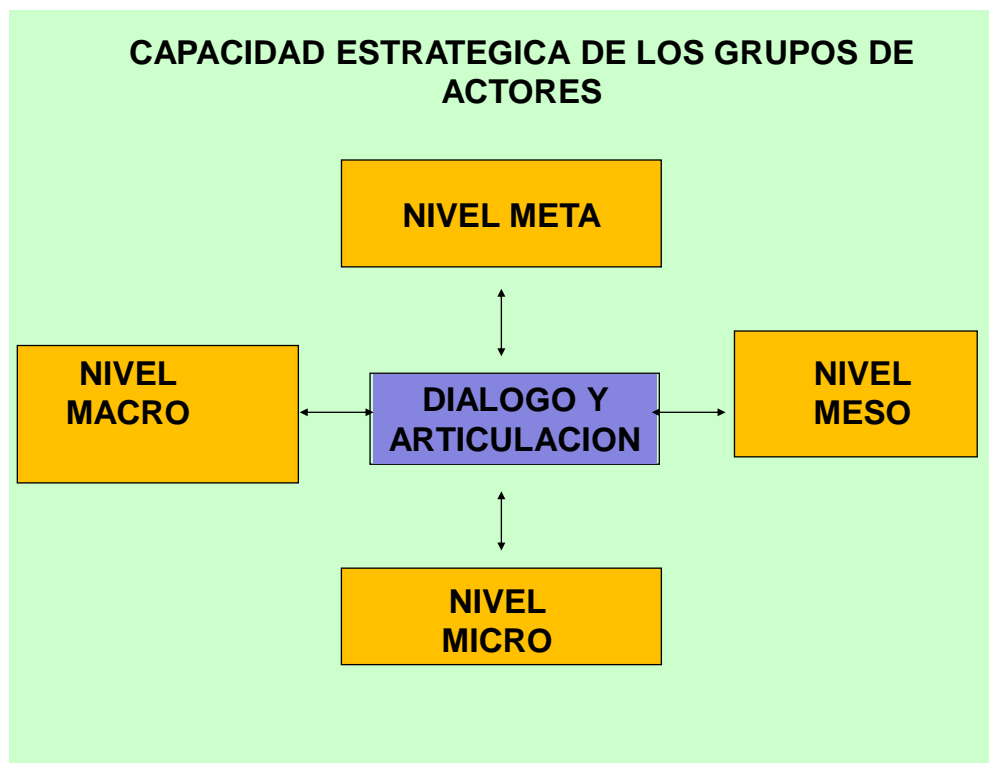 CAPACIDAD ESTRATEGICA DE LOS GRUPOS DE
ACTORES
NIVEL META
NIVEL
MACRO
DIALOGO Y
ARTICULACION
NIVEL
MESO
NIVEL
MICRO